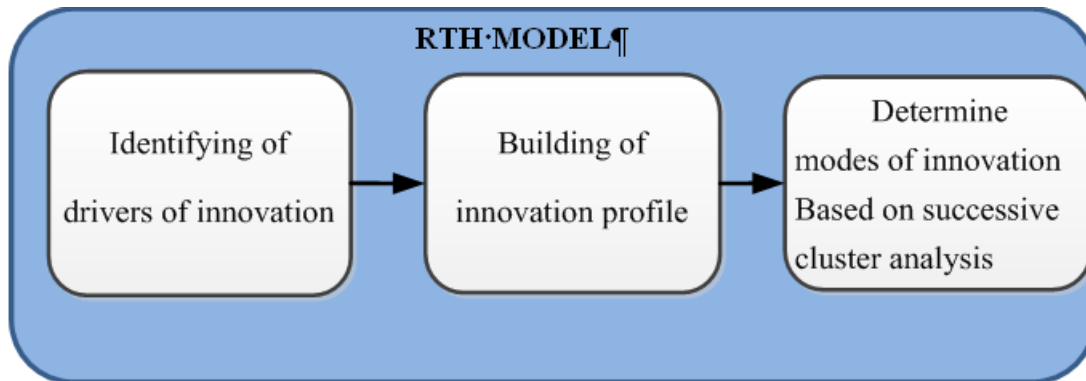 RTH·MODEL¶
Identifying of
drivers of innovation
Building of
innovation profile
Determine
modes of innovation
Based on successive
cluster analysis